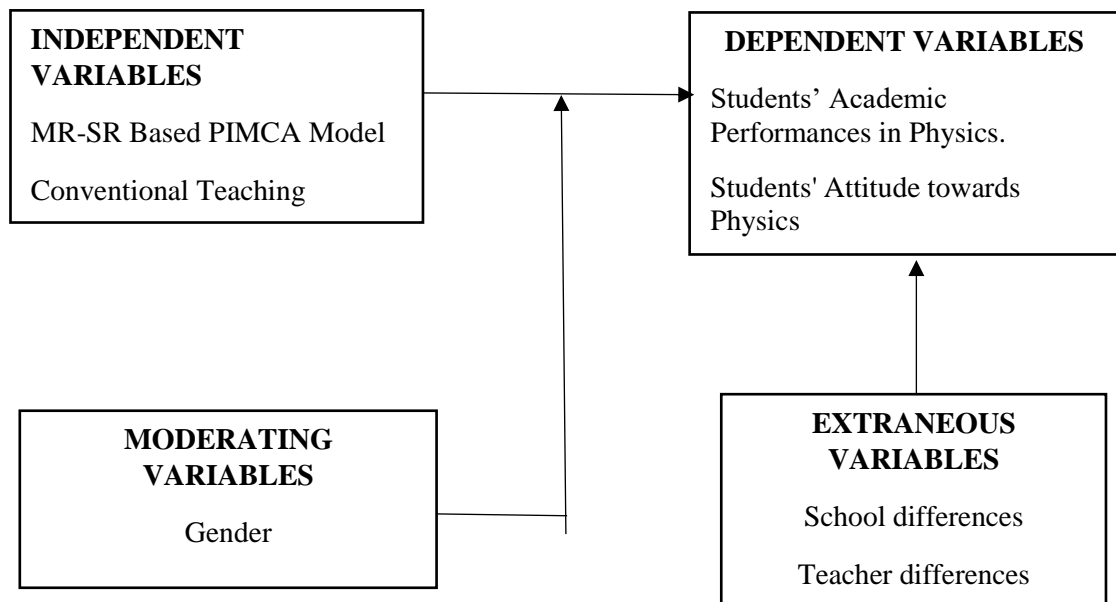 INDEPENDENT
VARIABLES
MR-SR Based PIMCA Model
Conventional Teaching
DEPENDENT VARIABLES
Students’ Academic
Performances in Physics.
Students' Attitude towards
Physics
MODERATING
VARIABLES
Gender
EXTRANEOUS
VARIABLES
School differences
Teacher differences